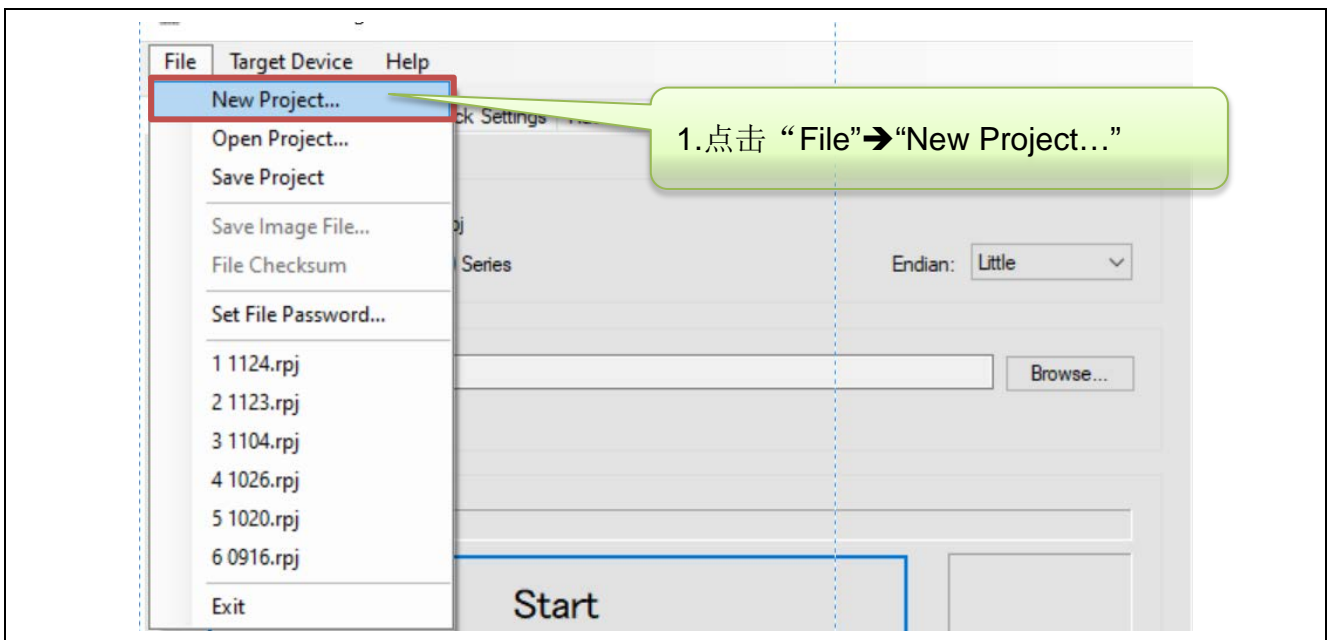 File Target Device Help
New Project...
ck Settings
1.点击“File”➔“New Project…”
Open Project...
Save Project
Save Image File...
File Checksum
Series
Endian: Little
Set File Password...
1 1124.rpj
Browse...
2 1123.rpj
3 1104.rpj
4 1026.rpj
5 1020.rpj
6 0916.rpj
Exit
Start